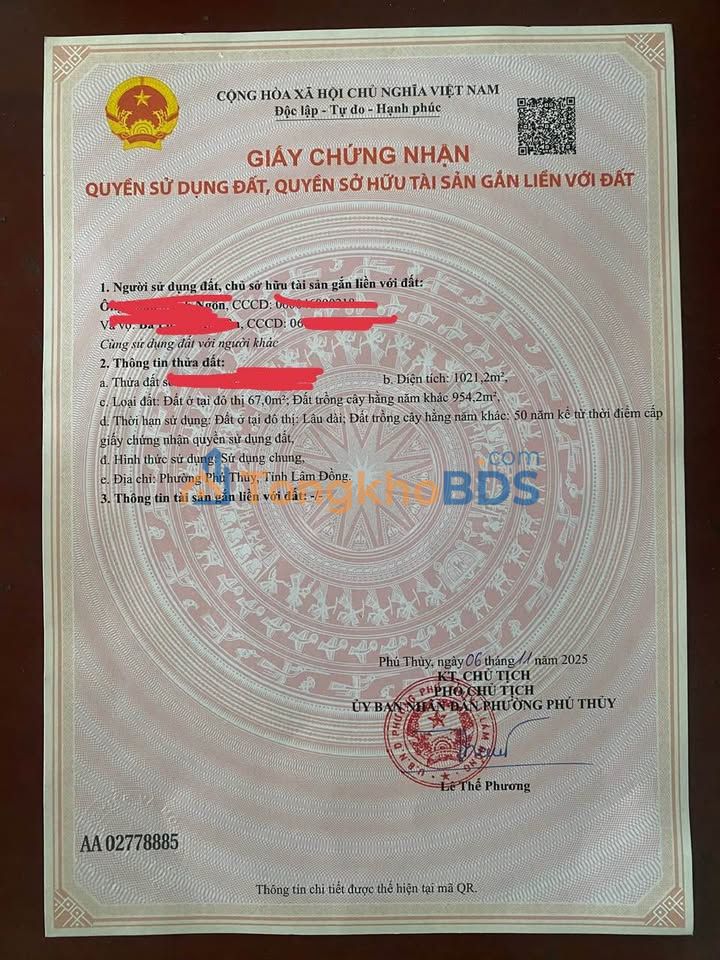 CỘNG HÒA XÃ HỘI CHỦ NGHĨA VIỆT NAM
Độc lập - Tự do - Hạnh phúc
GIẤY CHỨNG NHẬN
QUYỀN SỬ DỤNG ĐẤT, QUYỀN SỞ HỮU TÀI SẢN GẮN LIỀN VỚI ĐẤT
1. Người sử dụng đất, chủ sở hữu tài sản gắn liền với đất:
Ngôn, CCCD:
Và vợ: Bà CCCD: 06
Cùng sử dụng đất với người khác
2. Thông tin thửa đất:
a. Thửa đất b. Diện tích: 1021,2m²,
c. Loại đất: Đất ở tại đô thị 67,0m²; Đất trồng cây hằng năm khác 954,2m²,
d. Thời hạn sử dụng: Đất ở tại đô thị: Lâu dài; Đất trồng cây hằng năm khác: 50 năm kể từ thời điểm cấp
giấy chứng nhận quyền sử dụng đất,
đ. Hình thức sử dụng: Sử dụng chung,
e. Địa chỉ: Phường Phú Thủy, Tỉnh Lâm Đồng.
3. Thông tin tài sản gắn liền với đất: -/-
TongkhoBDS.com
Phú Thủy, ngày 06 tháng 11 năm 2025
KT. CHỦ TỊCH
PHÓ CHỦ TỊCH
ỦY BAN NHÂN DÂN PHƯỜNG PHÚ THỦY
Lê Thế Phương
AA 02778885
Thông tin chi tiết được thể hiện tại mã QR.